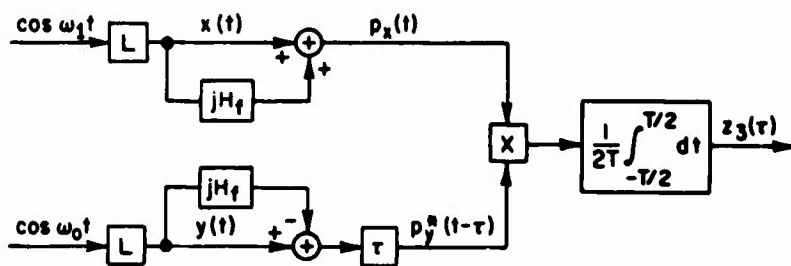 cos ω₁t L x(t) + + + pₓ(t)
jH_f
X 1/2T ∫_{-T/2}^{T/2} dt z₃(τ)
jH_f
cos ω₀t L y(t) + − + τ p_y*(t-τ)